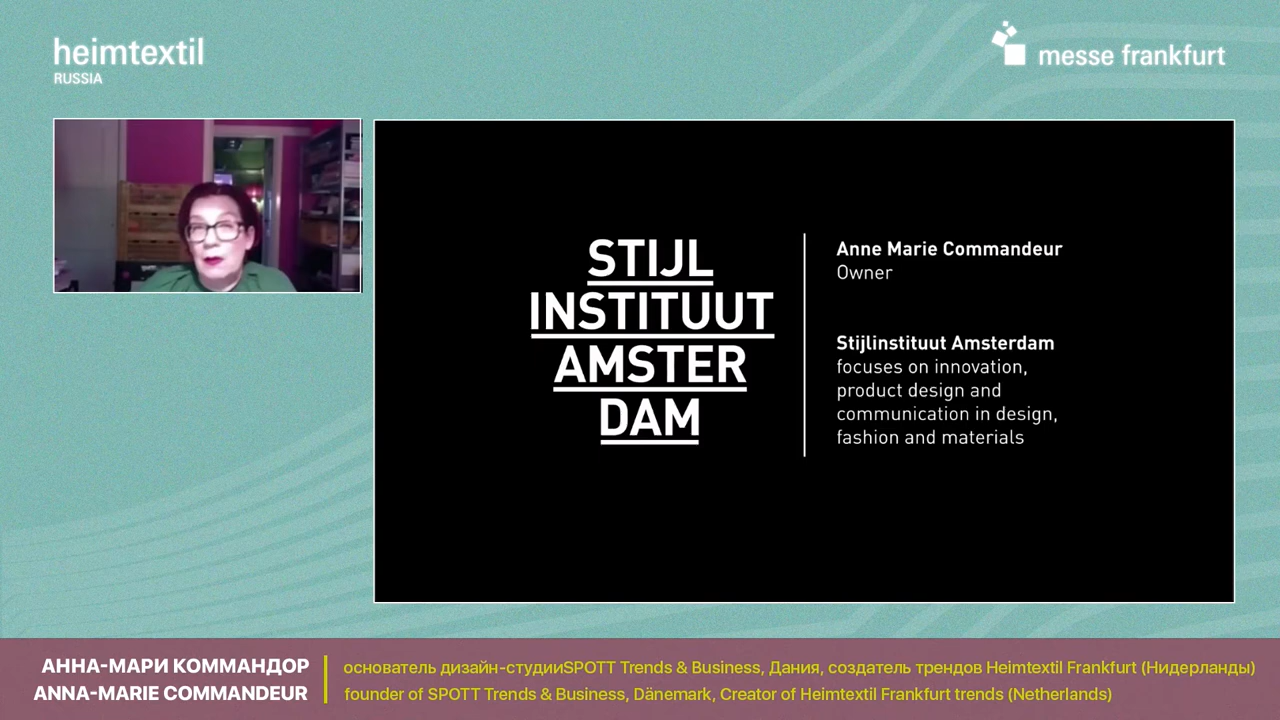 heimtextil
RUSSIA
messe frankfurt
STIJL
INSTITUUT
AMSTER
DAM
Anne Marie Commandeur
Owner
Stijlinstituut Amsterdam
focuses on innovation,
product design and
communication in design,
fashion and materials
АННА-МАРИ КОММАНДОР
ANNA-MARIE COMMANDEUR
основатель дизайн-студииSPOTT Trends & Business, Дания, создатель трендов Heimtextil Frankfurt (Нидерланды)
founder of SPOTT Trends & Business, Dänemark, Creator of Heimtextil Frankfurt trends (Netherlands)